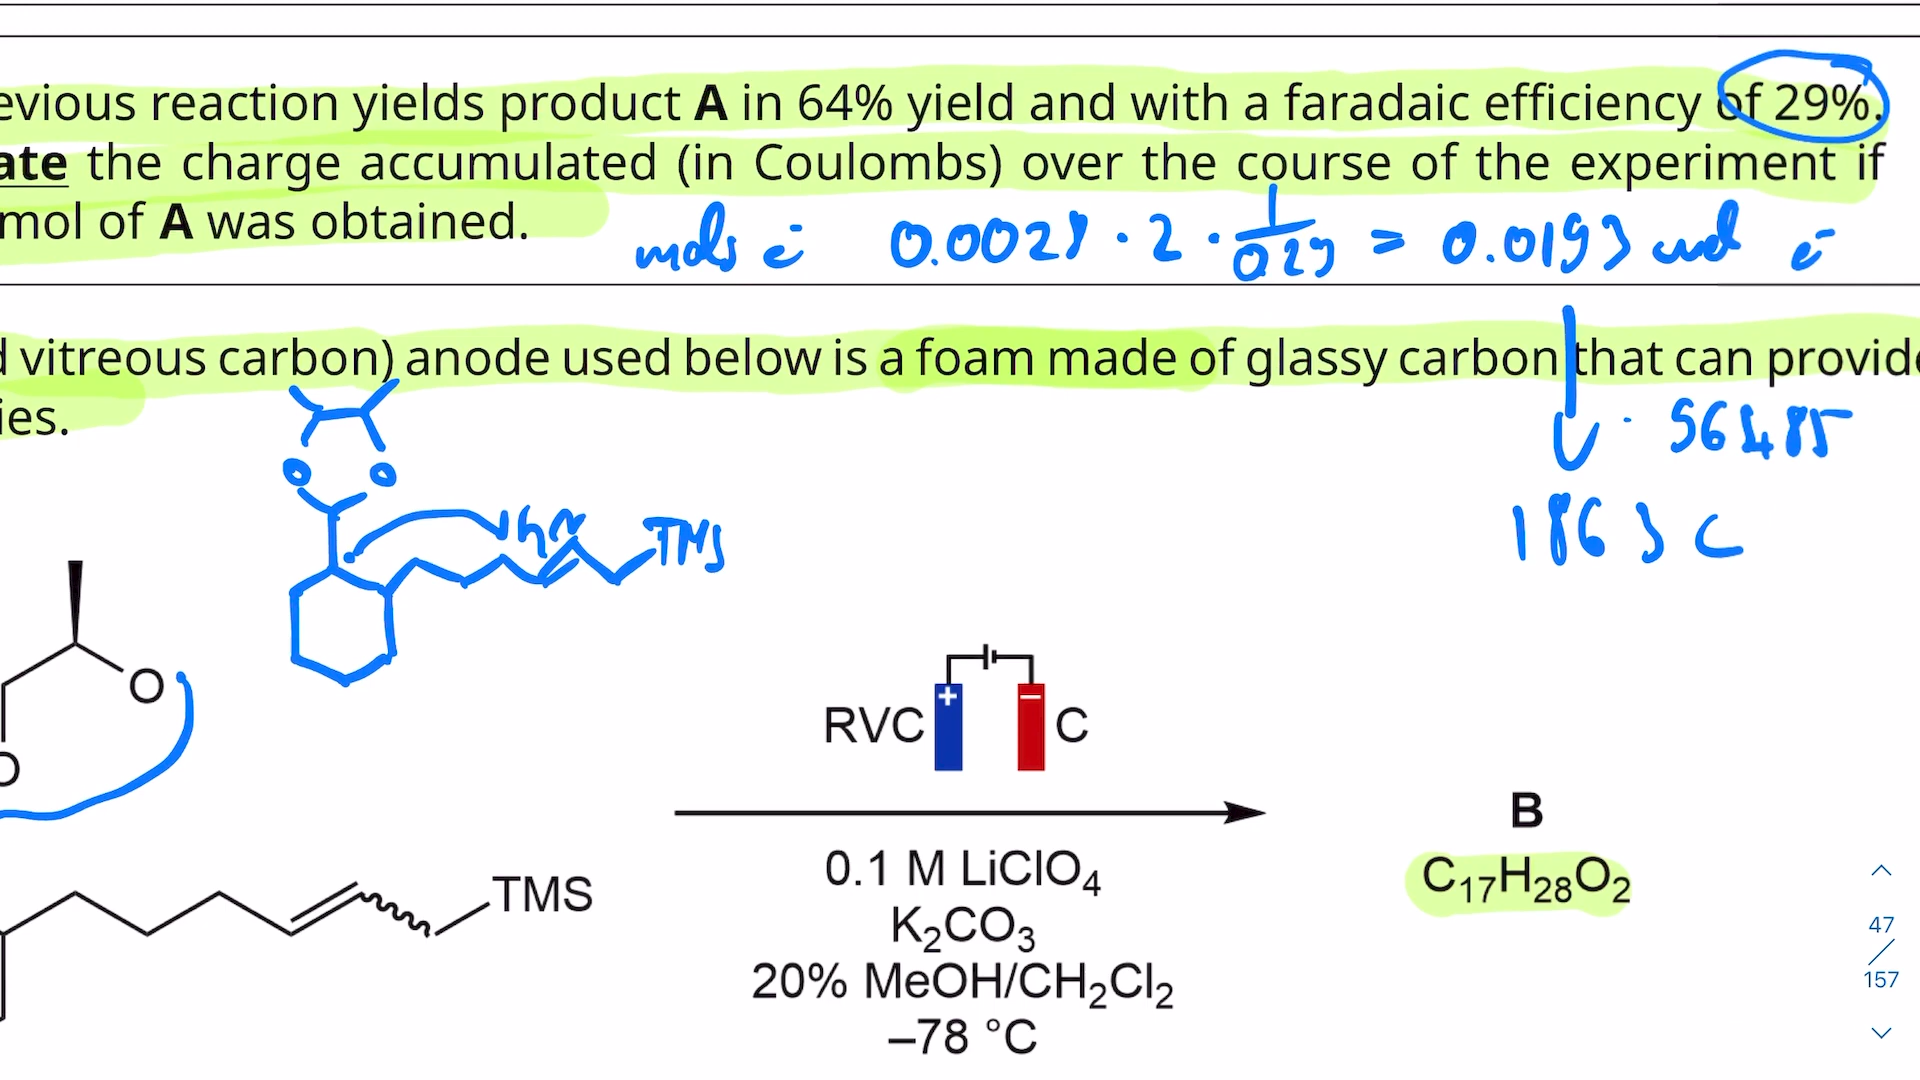 evious reaction yields product A in 64% yield and with a faradaic efficiency of 29%.
ate the charge accumulated (in Coulombs) over the course of the experiment if
mol of A was obtained.
mols e⁻ 0.0028 · 2 · 1/0.29 = 0.0193 mol e⁻
d vitreous carbon) anode used below is a foam made of glassy carbon that can provide
ies.
· 96485
1863 C
O O
TMS
O
O
RVC + − C
B
C17H28O2
TMS
0.1 M LiClO4
K2CO3
20% MeOH/CH2Cl2
–78 °C
47
157